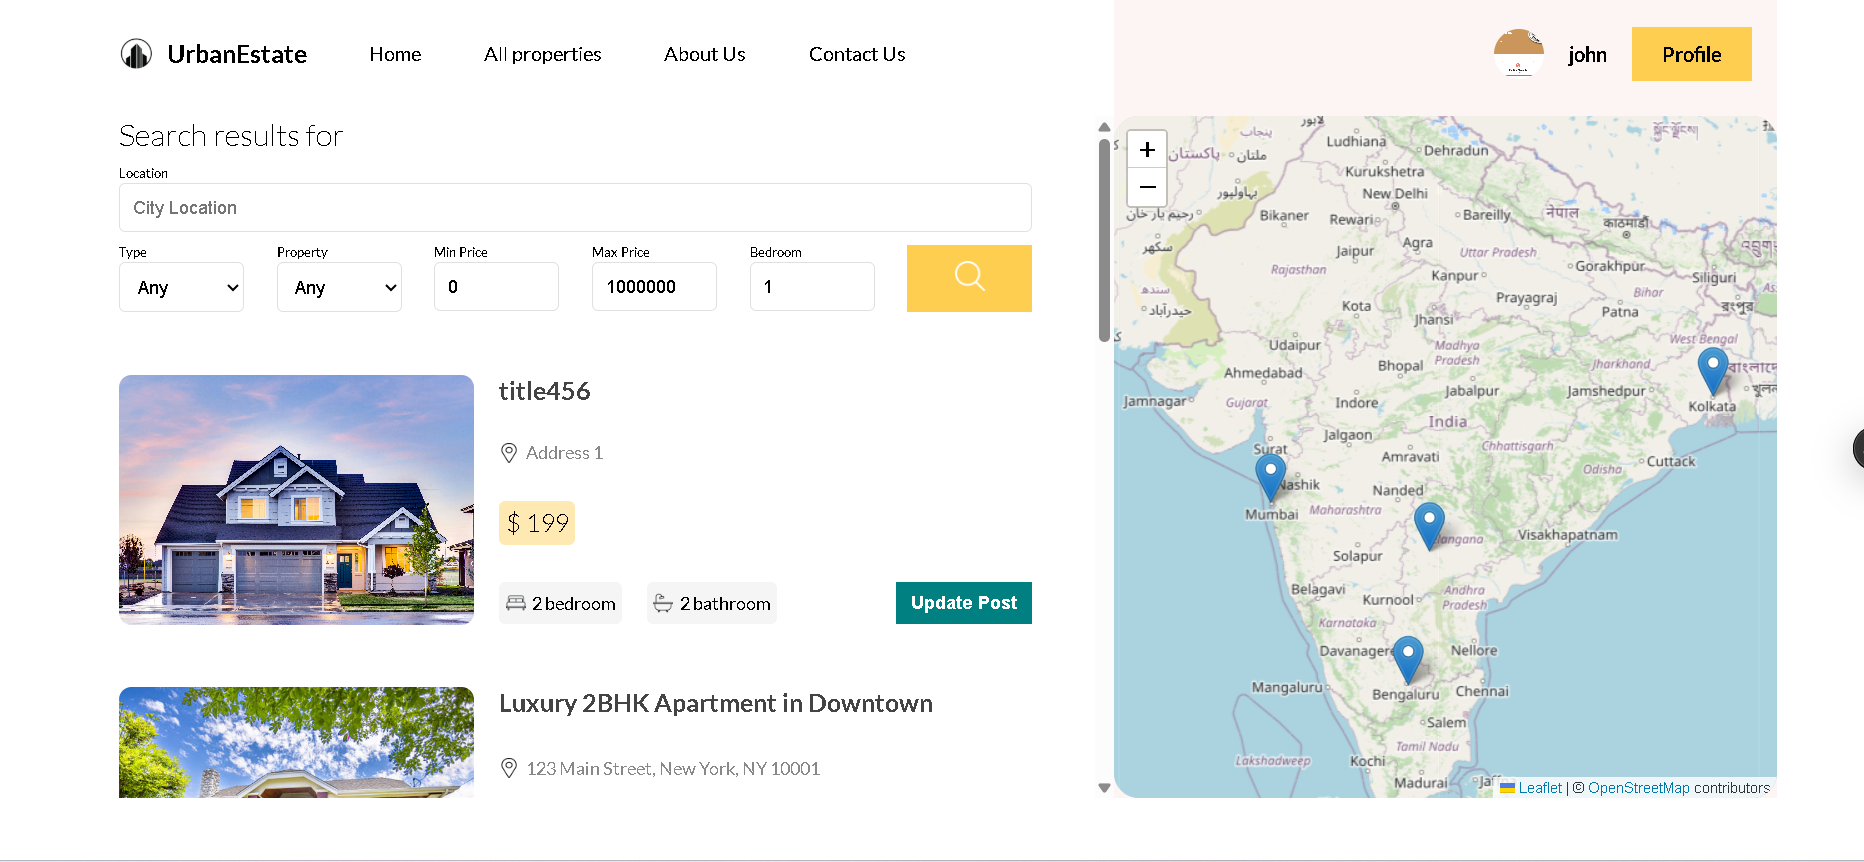 UrbanEstate
Home
All properties
About Us
Contact Us
john
Profile
Search results for
Location
City Location
Type
Property
Min Price
Max Price
Bedroom
Any
Any
0
1000000
1
title456
Address 1
$ 199
2 bedroom
2 bathroom
Update Post
Luxury 2BHK Apartment in Downtown
123 Main Street, New York, NY 10001
+
−
لاہور
پنجاب
Ludhiana
پاکستان
ملتان
Dehradun
Kurukshetra
بہاولپور
New Delhi
رحیم یار خان
Bikaner
Rewari
Bareilly
नेपाल
काठमाडौं
سکھر
Jaipur
Agra
Uttar Pradesh
Rajasthan
Kanpur
Gorakhpur
Siliguri
سندھ
Prayagraj
Bihar
حیدرآباد
Kota
Jhansi
Patna
রংপুর
Udaipur
Madhya
Pradesh
West Bengal
Ahmedabad
Bhopal
Jharkhand
Jabalpur
Jamshedpur
Jamnagar
Gujarat
Indore
Kolkata
India
Jalgaon
Chhattisgarh
Surat
Amravati
Odisha
Cuttack
Nashik
Nanded
Mumbai
Maharashtra
Visakhapatnam
Solapur
Belagavi
Kurnool
Andhra
Pradesh
Karnataka
Davanagere
Nellore
Mangaluru
Bengaluru
Chennai
Salem
Tamil Nadu
Lakshadweep
Kochi
Madurai
Leaflet | © OpenStreetMap contributors